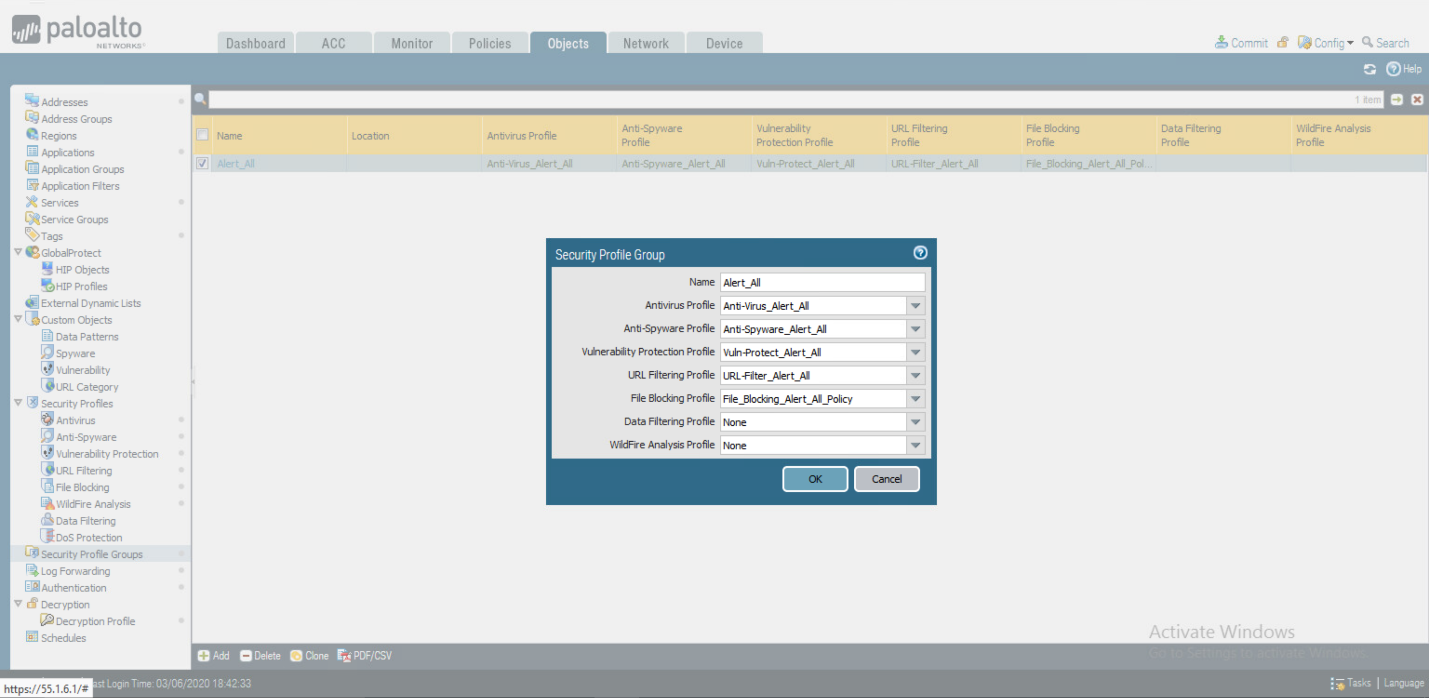 paloalto
NETWORKS®
Dashboard ACC Monitor Policies Objects Network Device
Commit Config Search
Help
Addresses
Address Groups
Regions
Applications
Application Groups
Application Filters
Services
Service Groups
Tags
GlobalProtect
HIP Objects
HIP Profiles
External Dynamic Lists
Custom Objects
Data Patterns
Spyware
Vulnerability
URL Category
Security Profiles
Antivirus
Anti-Spyware
Vulnerability Protection
URL Filtering
File Blocking
WildFire Analysis
Data Filtering
DoS Protection
Security Profile Groups
Log Forwarding
Authentication
Decryption
Decryption Profile
Schedules
1 item
Name Location Antivirus Profile Anti-Spyware Profile Vulnerability Protection Profile URL Filtering Profile File Blocking Profile Data Filtering Profile WildFire Analysis Profile
Alert_All Anti-Virus_Alert_All Anti-Spyware_Alert_All Vuln-Protect_Alert_All URL-Filter_Alert_All File_Blocking_Alert_All_Pol...
Security Profile Group
Name Alert_All
Antivirus Profile Anti-Virus_Alert_All
Anti-Spyware Profile Anti-Spyware_Alert_All
Vulnerability Protection Profile Vuln-Protect_Alert_All
URL Filtering Profile URL-Filter_Alert_All
File Blocking Profile File_Blocking_Alert_All_Policy
Data Filtering Profile None
WildFire Analysis Profile None
OK Cancel
Activate Windows
Go to Settings to activate Windows.
Add Delete Clone PDF/CSV
https://55.1.6.1/# ast Login Time: 03/06/2020 18:42:33
Tasks | Language